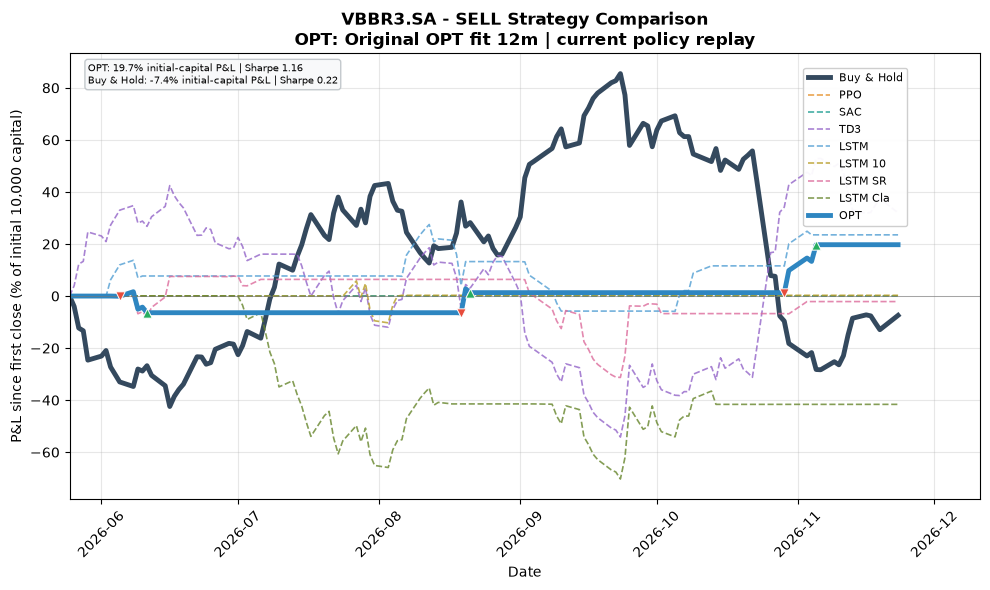 VBBR3.SA - SELL Strategy Comparison
OPT: Original OPT fit 12m | current policy replay
OPT: 19.7% initial-capital P&L | Sharpe 1.16
Buy & Hold: -7.4% initial-capital P&L | Sharpe 0.22
Buy & Hold
PPO
SAC
TD3
LSTM
LSTM 10
LSTM SR
LSTM Cla
OPT
P&L since first close (% of initial 10,000 capital)
80
60
40
20
0
−20
−40
−60
2026-06
2026-07
2026-08
2026-09
2026-10
2026-11
2026-12
Date